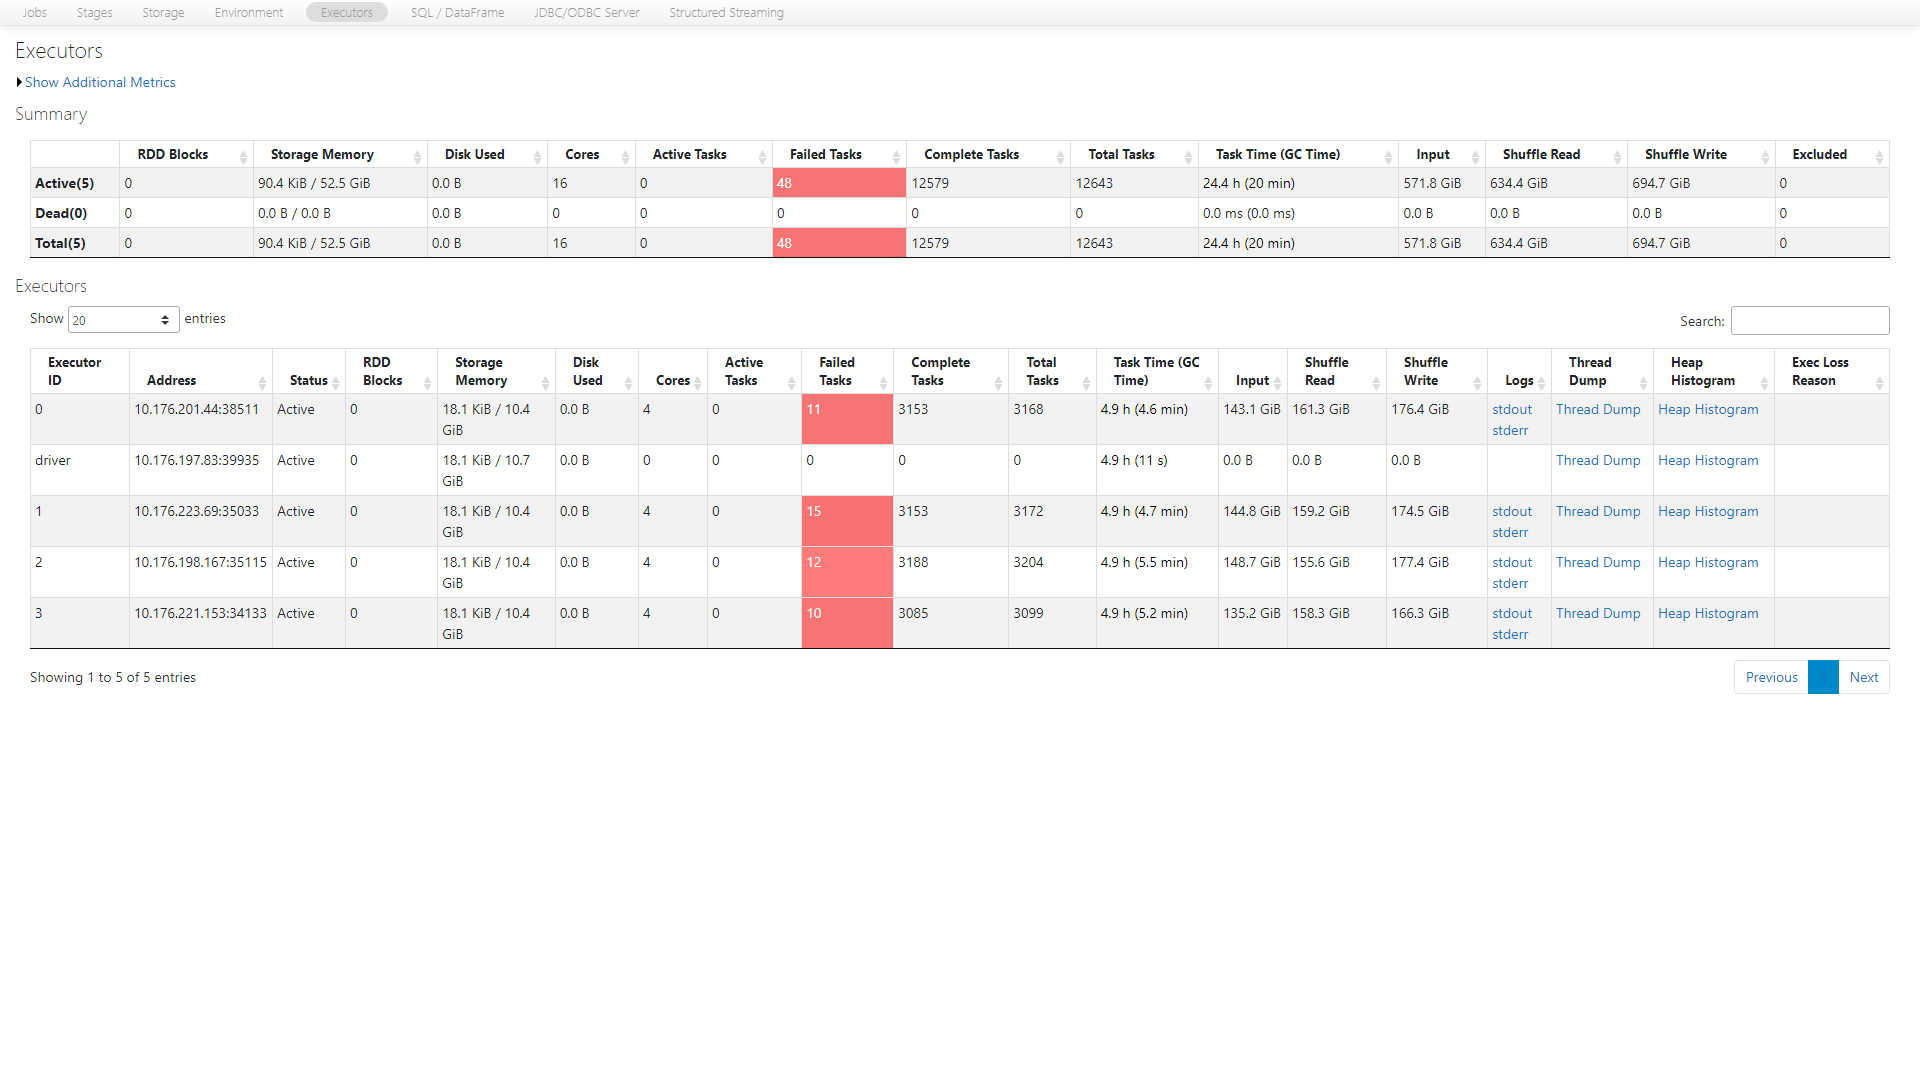 Jobs Stages Storage Environment Executors SQL / DataFrame JDBC/ODBC Server Structured Streaming
Executors
Show Additional Metrics
Summary
RDD Blocks Storage Memory Disk Used Cores Active Tasks Failed Tasks Complete Tasks Total Tasks Task Time (GC Time) Input Shuffle Read Shuffle Write Excluded
Active(5) 0 90.4 KiB / 52.5 GiB 0.0 B 16 0 48 12579 12643 24.4 h (20 min) 571.8 GiB 634.4 GiB 694.7 GiB 0
Dead(0) 0 0.0 B / 0.0 B 0.0 B 0 0 0 0 0 0.0 ms (0.0 ms) 0.0 B 0.0 B 0.0 B 0
Total(5) 0 90.4 KiB / 52.5 GiB 0.0 B 16 0 48 12579 12643 24.4 h (20 min) 571.8 GiB 634.4 GiB 694.7 GiB 0
Executors
Show 20 entries Search:
Executor RDD Storage Disk Active Failed Complete Total Task Time (GC Shuffle Shuffle Thread Heap Exec Loss
ID Address Status Blocks Memory Used Cores Tasks Tasks Tasks Tasks Time) Input Read Write Logs Dump Histogram Reason
0 10.176.201.44:38511 Active 0 18.1 KiB / 10.4 0.0 B 4 0 11 3153 3168 4.9 h (4.6 min) 143.1 GiB 161.3 GiB 176.4 GiB stdout Thread Dump Heap Histogram
GiB stderr
driver 10.176.197.83:39935 Active 0 18.1 KiB / 10.7 0.0 B 0 0 0 0 0 4.9 h (11 s) 0.0 B 0.0 B 0.0 B Thread Dump Heap Histogram
GiB
1 10.176.223.69:35033 Active 0 18.1 KiB / 10.4 0.0 B 4 0 15 3153 3172 4.9 h (4.7 min) 144.8 GiB 159.2 GiB 174.5 GiB stdout Thread Dump Heap Histogram
GiB stderr
2 10.176.198.167:35115 Active 0 18.1 KiB / 10.4 0.0 B 4 0 12 3188 3204 4.9 h (5.5 min) 148.7 GiB 155.6 GiB 177.4 GiB stdout Thread Dump Heap Histogram
GiB stderr
3 10.176.221.153:34133 Active 0 18.1 KiB / 10.4 0.0 B 4 0 10 3085 3099 4.9 h (5.2 min) 135.2 GiB 158.3 GiB 166.3 GiB stdout Thread Dump Heap Histogram
GiB stderr
Showing 1 to 5 of 5 entries Previous Next